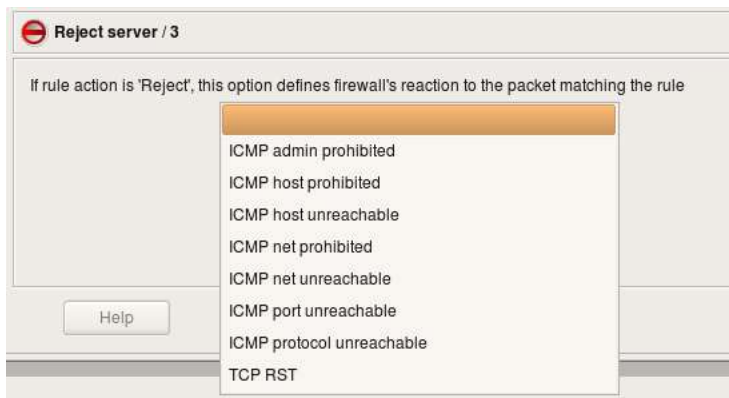 Reject server / 3
If rule action is 'Reject', this option defines firewall's reaction to the packet matching the rule
ICMP admin prohibited
ICMP host prohibited
ICMP host unreachable
ICMP net prohibited
ICMP net unreachable
ICMP port unreachable
Help
ICMP protocol unreachable
TCP RST